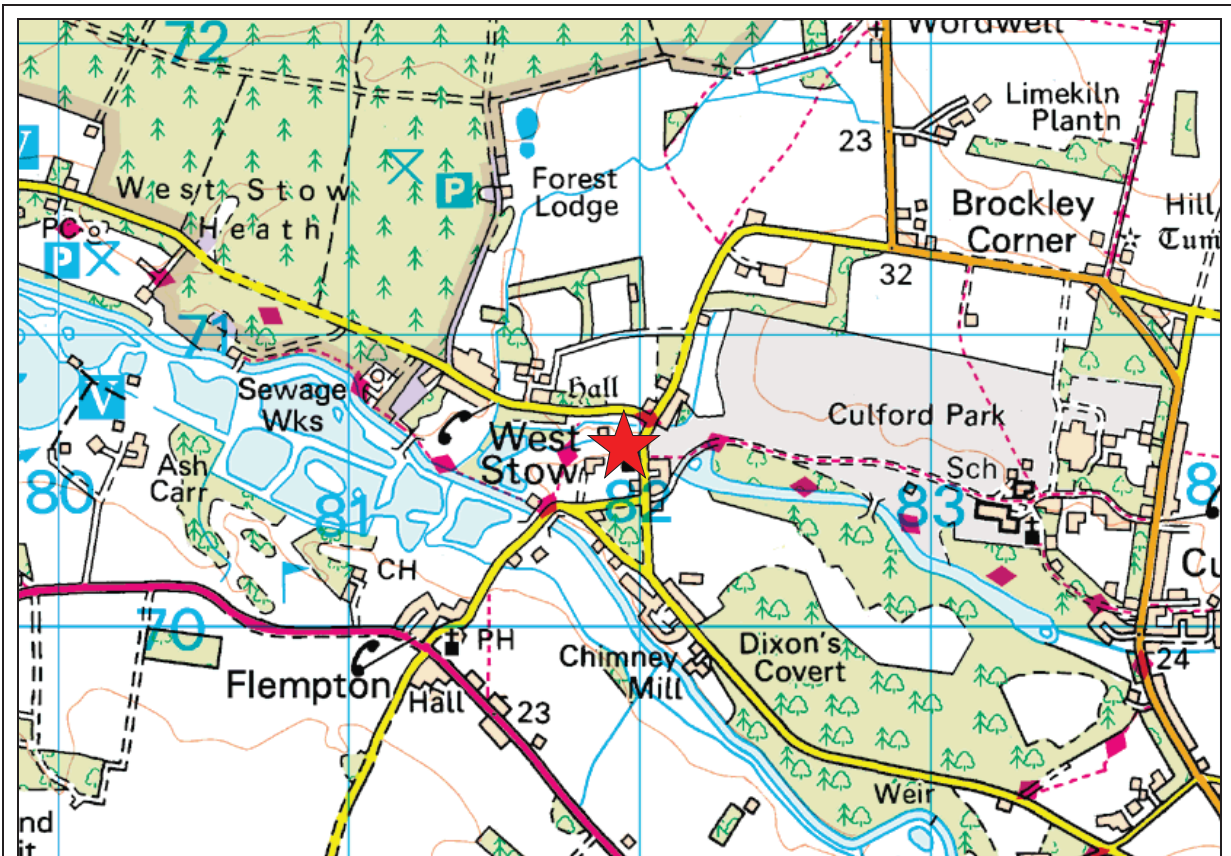 72
Wordwell
Limekiln
Plantn
23
V
P
Forest
Lodge
West Stow
Heath
Brockley
Corner
Hill
Tum
PC
P
32
71
Sewage
Wks
Hall
Culford Park
V
West
Stow
Ash
Carr
Sch
80
81
82
83
8
CH
Cu
70
PH
Dixon's
Covert
24
Chimney
Mill
Flempton
Hall
23
Weir
nd
it